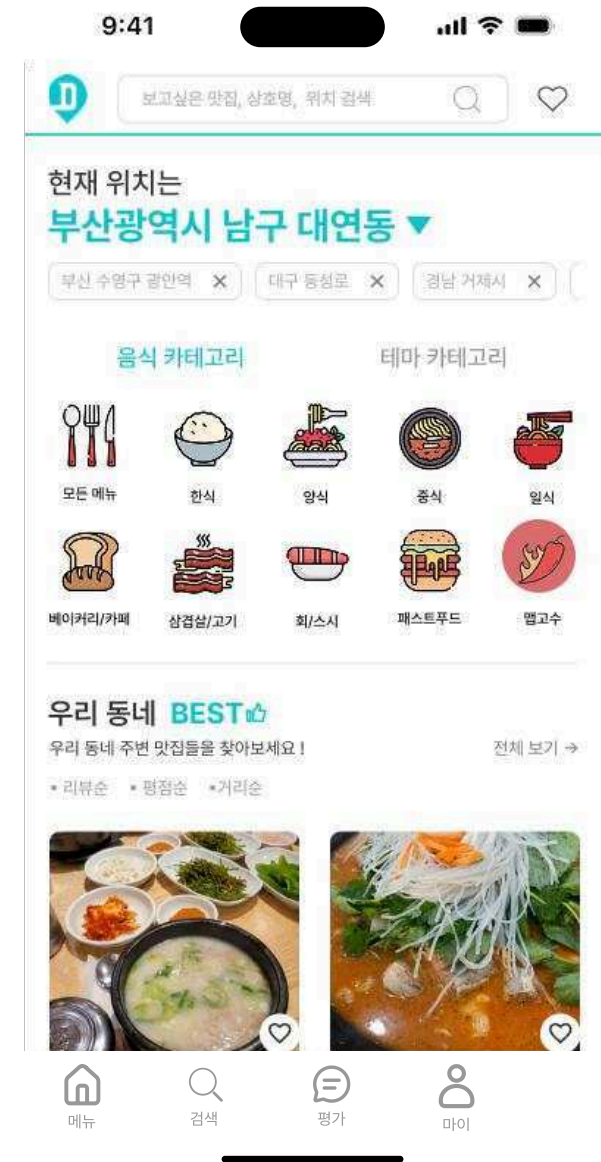 9:41
D
보고싶은 맛집, 상호명, 위치 검색
현재 위치는
부산광역시 남구 대연동 ▼
부산 수영구 광안역 ✕ 대구 동성로 ✕ 경남 거제시 ✕
음식 카테고리 테마 카테고리
모든 메뉴 한식 양식 중식 일식
베이커리/카페 삼겹살/고기 회/스시 패스트푸드 맵고수
우리 동네 BEST
우리 동네 주변 맛집들을 찾아보세요 ! 전체 보기 →
• 리뷰순 • 평점순 •거리순
메뉴 검색 평가 마이